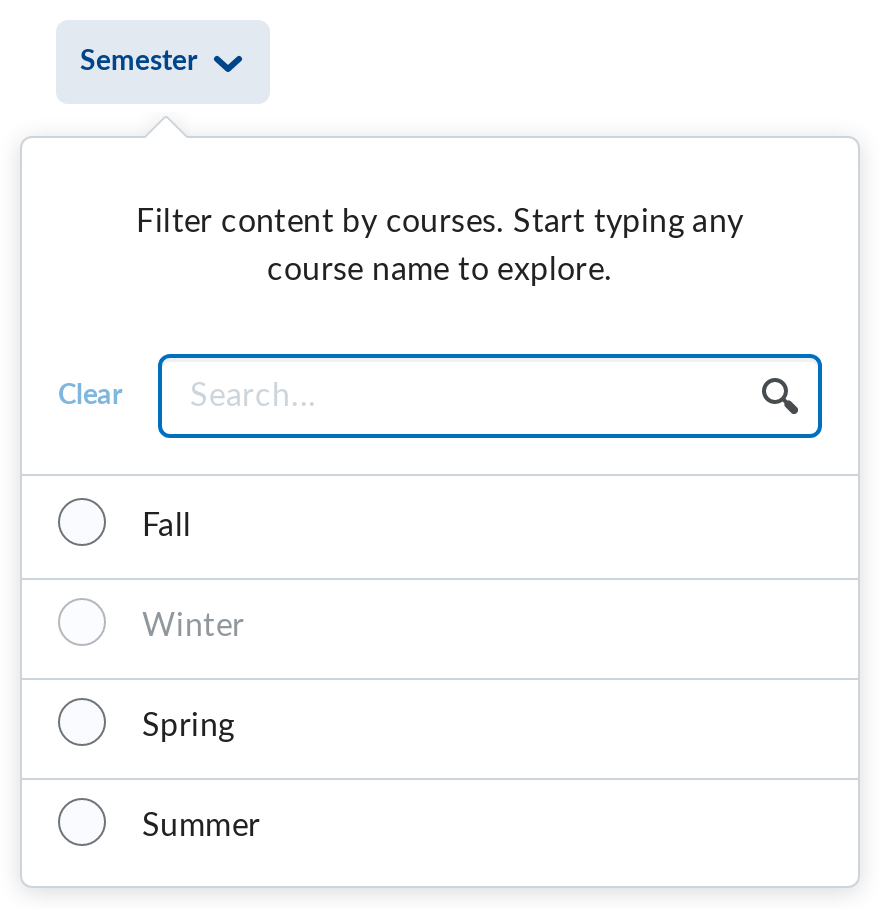 Semester
Filter content by courses. Start typing any
course name to explore.
Clear
Search...
Fall
Winter
Spring
Summer